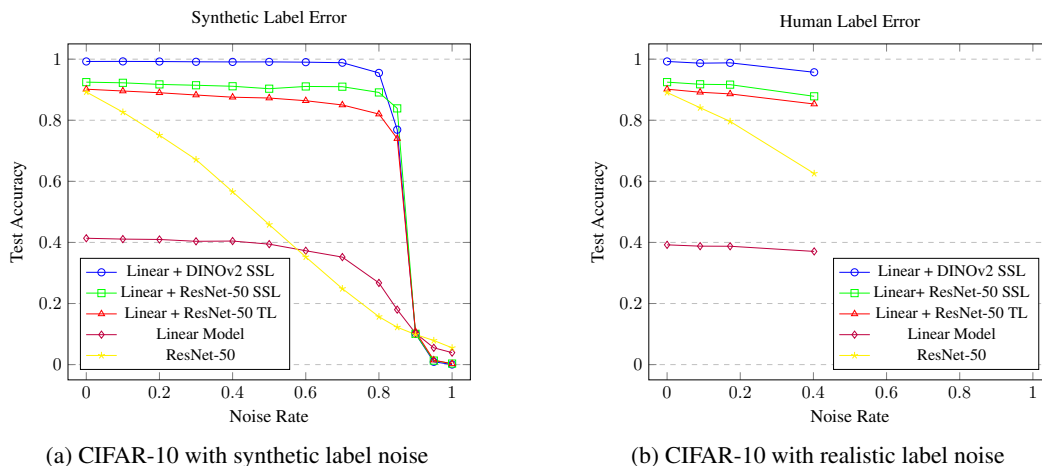 Synthetic Label Error
1
0.8
0.6
0.4
0.2
0
Test Accuracy
Linear + DINOv2 SSL
Linear + ResNet-50 SSL
Linear + ResNet-50 TL
Linear Model
ResNet-50
0 0.2 0.4 0.6 0.8 1
Noise Rate
(a) CIFAR-10 with synthetic label noise
Human Label Error
1
0.8
0.6
0.4
0.2
0
Test Accuracy
Linear + DINOv2 SSL
Linear+ ResNet-50 SSL
Linear + ResNet-50 TL
Linear Model
ResNet-50
0 0.2 0.4 0.6 0.8 1
Noise Rate
(b) CIFAR-10 with realistic label noise